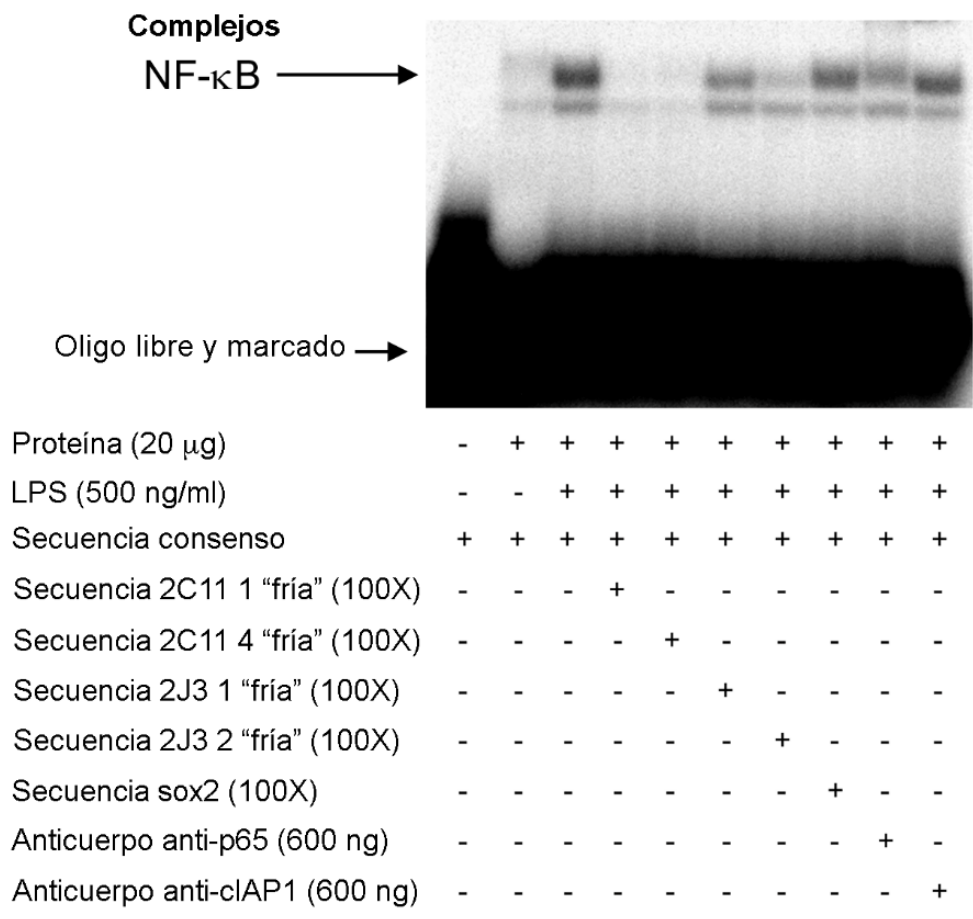 Complejos
NF-κB
Oligo libre y marcado
Proteína (20 μg) - + + + + + + + + +
LPS (500 ng/ml) - - + + + + + + + +
Secuencia consenso + + + + + + + + + +
Secuencia 2C11 1 “fría” (100X) - - - + - - - - - -
Secuencia 2C11 4 “fría” (100X) - - - - + - - - - -
Secuencia 2J3 1 “fría” (100X) - - - - - + - - - -
Secuencia 2J3 2 “fría” (100X) - - - - - - + - - -
Secuencia sox2 (100X) - - - - - - - + - -
Anticuerpo anti-p65 (600 ng) - - - - - - - - + -
Anticuerpo anti-cIAP1 (600 ng) - - - - - - - - - +